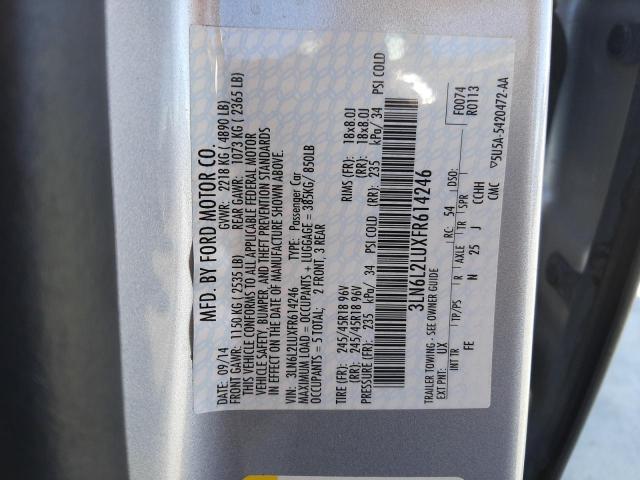 MFD. BY FORD MOTOR CO.
DATE: 09/14 GVWR: 2218 KG ( 4890 LB)
FRONT GAWR: 1150 KG ( 2535 LB) REAR GAWR: 1073 KG ( 2365 LB)
THIS VEHICLE CONFORMS TO ALL APPLICABLE FEDERAL MOTOR
VEHICLE SAFETY, BUMPER, AND THEFT PREVENTION STANDARDS
IN EFFECT ON THE DATE OF MANUFACTURE SHOWN ABOVE.
VIN: 3LN6L2LUXFR614246 TYPE: Passenger Car
MAXIMUM LOAD = OCCUPANTS + LUGGAGE = 385KG/ 850LB
OCCUPANTS = 5 TOTAL; 2 FRONT, 3 REAR
TIRE (FR): 245/45R18 96V RIMS (FR): 18x8.0J
(RR): 245/45R18 96V (RR): 18x8.0J
PRESSURE (FR): 235 kPa/ 34 PSI COLD (RR): 235 kPa/ 34 PSI COLD
3LN6L2LUXFR614246
TRAILER TOWING - SEE OWNER GUIDE
EXT PNT: UX RC: 54 DSO: F0074
R0113
INT TR TP/PS R AXLE TR SPR
FE N 25 J CCHH
CMC ▽5U5A-5420472-AA